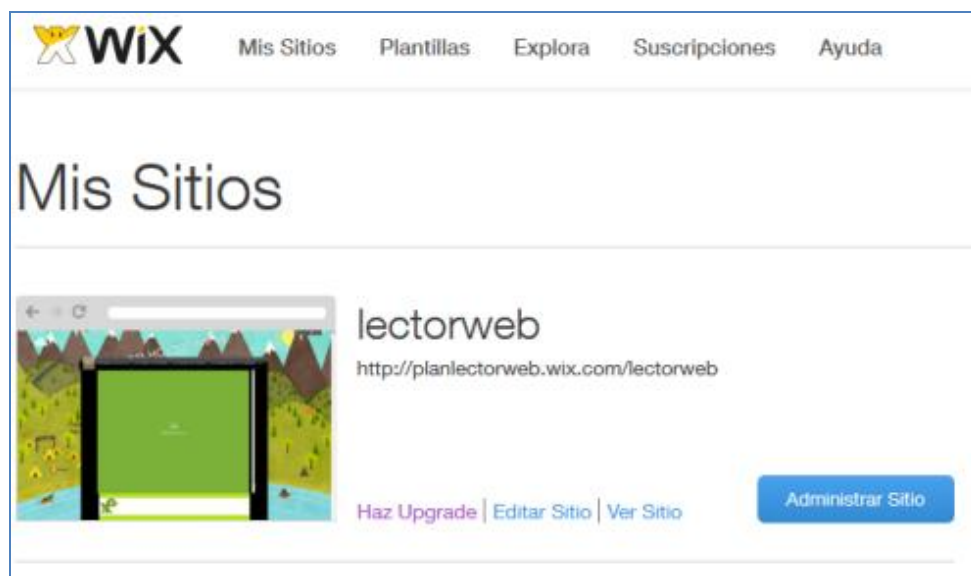 WiX Mis Sitios Plantillas Explora Suscripciones Ayuda
Mis Sitios
lectorweb
http://planlectorweb.wix.com/lectorweb
Haz Upgrade | Editar Sitio | Ver Sitio
Administrar Sitio